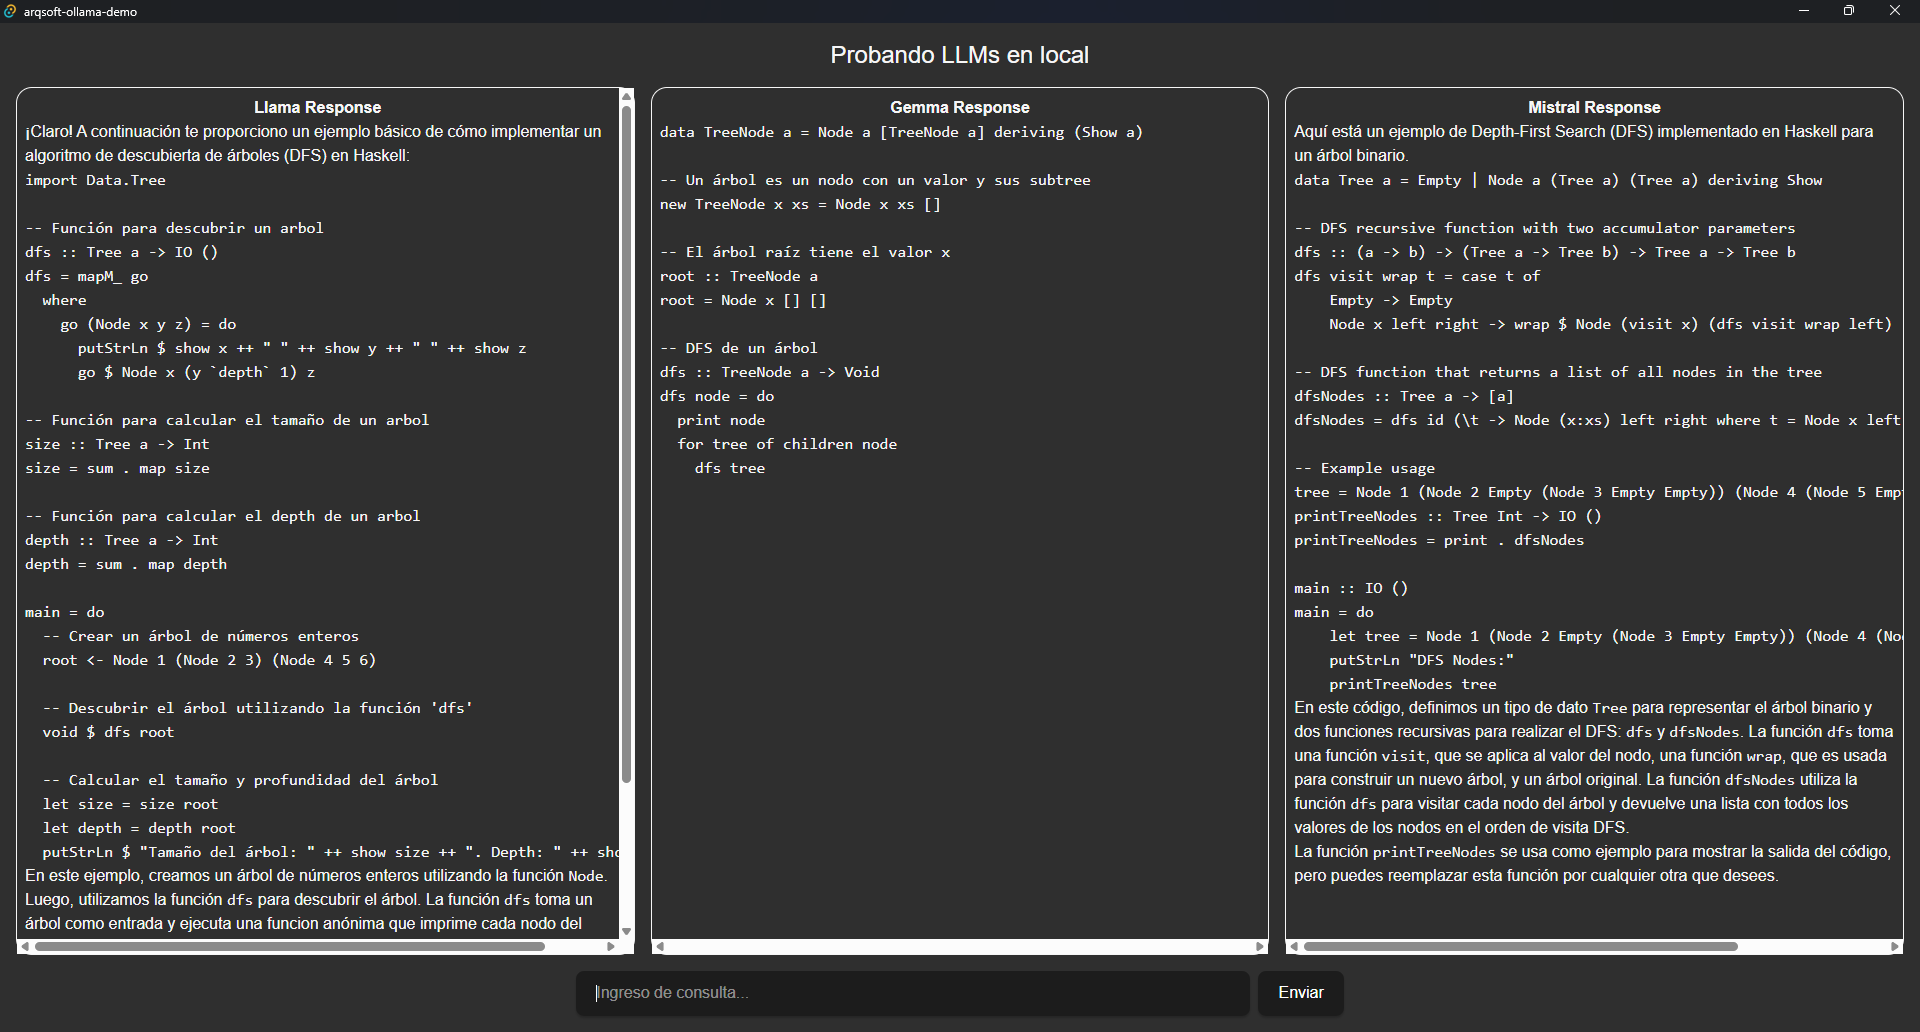 arqsoft-ollama-demo
Probando LLMs en local
Llama Response
¡Claro! A continuación te proporciono un ejemplo básico de cómo implementar un
algoritmo de descubierta de árboles (DFS) en Haskell:
import Data.Tree
-- Función para descubrir un arbol
dfs :: Tree a -> IO ()
dfs = mapM_ go
  where
    go (Node x y z) = do
      putStrLn $ show x ++ " " ++ show y ++ " " ++ show z
      go $ Node x (y `depth` 1) z
-- Función para calcular el tamaño de un arbol
size :: Tree a -> Int
size = sum . map size
-- Función para calcular el depth de un arbol
depth :: Tree a -> Int
depth = sum . map depth
main = do
  -- Crear un árbol de números enteros
  root <- Node 1 (Node 2 3) (Node 4 5 6)
  -- Descubrir el árbol utilizando la función 'dfs'
  void $ dfs root
  -- Calcular el tamaño y profundidad del árbol
  let size = size root
  let depth = depth root
  putStrLn $ "Tamaño del árbol: " ++ show size ++ ". Depth: " ++ sho
En este ejemplo, creamos un árbol de números enteros utilizando la función Node.
Luego, utilizamos la función dfs para descubrir el árbol. La función dfs toma un
árbol como entrada y ejecuta una funcion anónima que imprime cada nodo del
Gemma Response
data TreeNode a = Node a [TreeNode a] deriving (Show a)
-- Un árbol es un nodo con un valor y sus subtree
new TreeNode x xs = Node x xs []
-- El árbol raíz tiene el valor x
root :: TreeNode a
root = Node x [] []
-- DFS de un árbol
dfs :: TreeNode a -> Void
dfs node = do
  print node
  for tree of children node
    dfs tree
Mistral Response
Aquí está un ejemplo de Depth-First Search (DFS) implementado en Haskell para
un árbol binario.
data Tree a = Empty | Node a (Tree a) (Tree a) deriving Show
-- DFS recursive function with two accumulator parameters
dfs :: (a -> b) -> (Tree a -> Tree b) -> Tree a -> Tree b
dfs visit wrap t = case t of
    Empty -> Empty
    Node x left right -> wrap $ Node (visit x) (dfs visit wrap left)
-- DFS function that returns a list of all nodes in the tree
dfsNodes :: Tree a -> [a]
dfsNodes = dfs id (\t -> Node (x:xs) left right where t = Node x left
-- Example usage
tree = Node 1 (Node 2 Empty (Node 3 Empty Empty)) (Node 4 (Node 5 Emp
printTreeNodes :: Tree Int -> IO ()
printTreeNodes = print . dfsNodes
main :: IO ()
main = do
    let tree = Node 1 (Node 2 Empty (Node 3 Empty Empty)) (Node 4 (No
    putStrLn "DFS Nodes:"
    printTreeNodes tree
En este código, definimos un tipo de dato Tree para representar el árbol binario y
dos funciones recursivas para realizar el DFS: dfs y dfsNodes. La función dfs toma
una función visit, que se aplica al valor del nodo, una función wrap, que es usada
para construir un nuevo árbol, y un árbol original. La función dfsNodes utiliza la
función dfs para visitar cada nodo del árbol y devuelve una lista con todos los
valores de los nodos en el orden de visita DFS.
La función printTreeNodes se usa como ejemplo para mostrar la salida del código,
pero puedes reemplazar esta función por cualquier otra que desees.
Ingreso de consulta...
Enviar